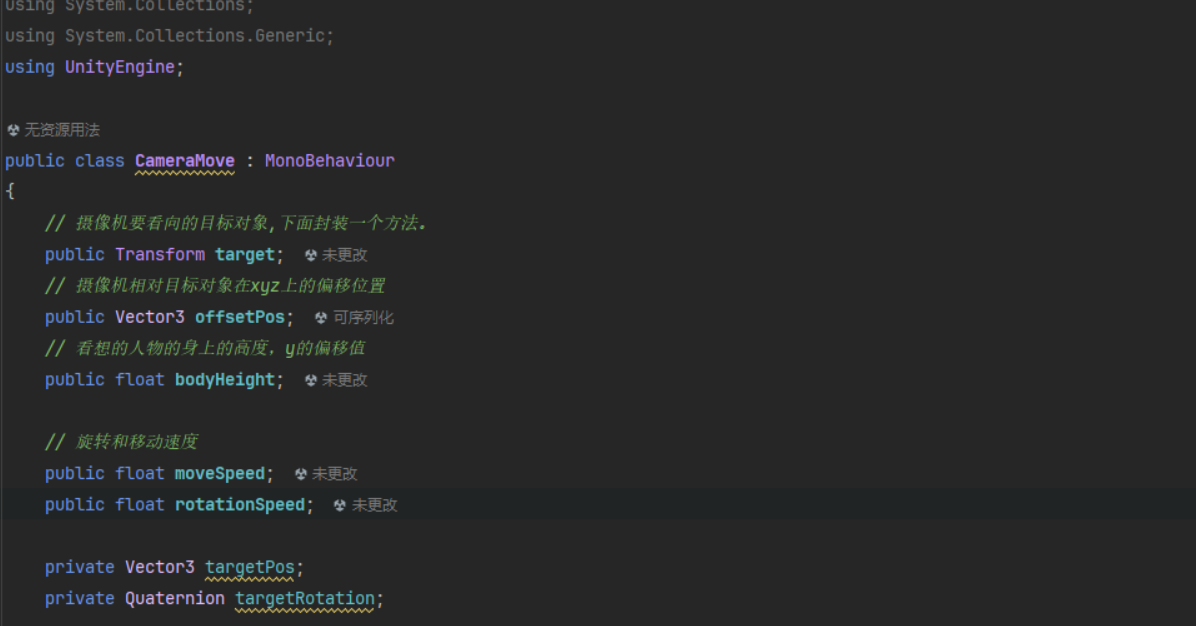 using System.Collections;
using System.Collections.Generic;
using UnityEngine;
无资源用法
public class CameraMove : MonoBehaviour
{
// 摄像机要看向的目标对象,下面封装一个方法.
public Transform target; 未更改
// 摄像机相对目标对象在xyz上的偏移位置
public Vector3 offsetPos; 可序列化
// 看想的人物的身上的高度，y的偏移值
public float bodyHeight; 未更改
// 旋转和移动速度
public float moveSpeed; 未更改
public float rotationSpeed; 未更改
private Vector3 targetPos;
private Quaternion targetRotation;